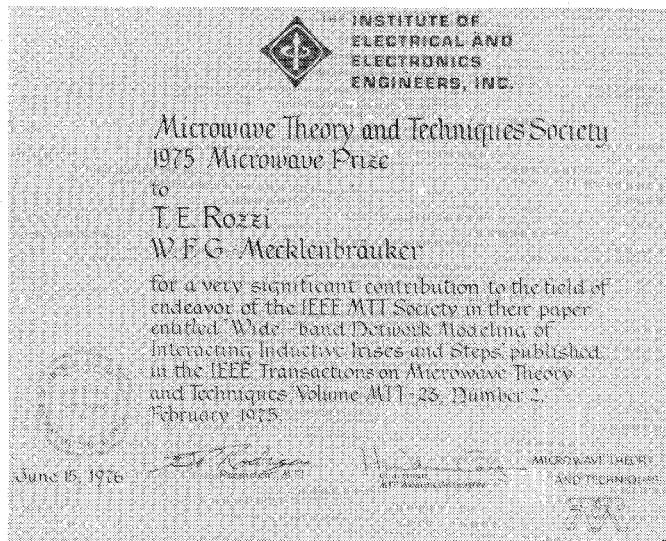 THE INSTITUTE OF
ELECTRICAL AND
ELECTRONICS
ENGINEERS, INC.
Microwave Theory and Techniques Society
1975 Microwave Prize
to
T. E. Rozzi
W. F. G. Mecklenbräuker
for a very significant contribution to the field of
endeavor of the IEEE MTT Society in their paper
entitled "Wide-band Network Modeling of
Interacting Inductive Irises and Steps," published
in the IEEE Transactions on Microwave Theory
and Techniques, Volume MTT-23, Number 2,
February 1975.
June 15, 1976
MICROWAVE THEORY
AND TECHNIQUES